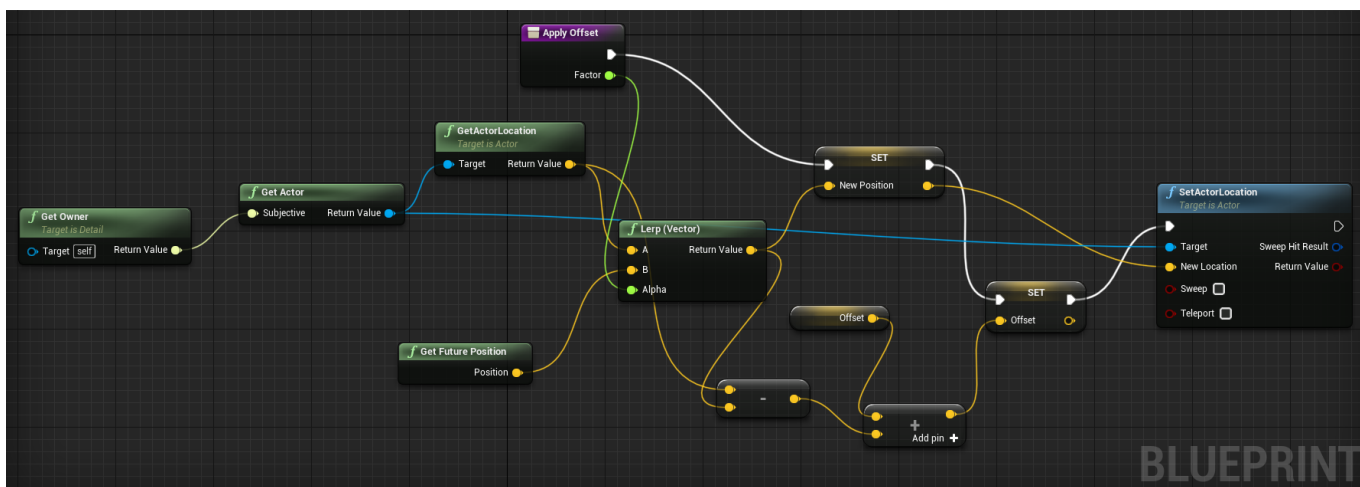 Apply Offset
Factor
GetActorLocation
Target is Actor
Target Return Value
Get Actor
Subjective Return Value
Get Owner
Target is Detail
Target self Return Value
Lerp (Vector)
A Return Value
B
Alpha
Get Future Position
Position
SET
New Position
Offset
-
+
Add pin +
SET
Offset
SetActorLocation
Target is Actor
Target Sweep Hit Result
New Location Return Value
Sweep
Teleport
BLUEPRINT